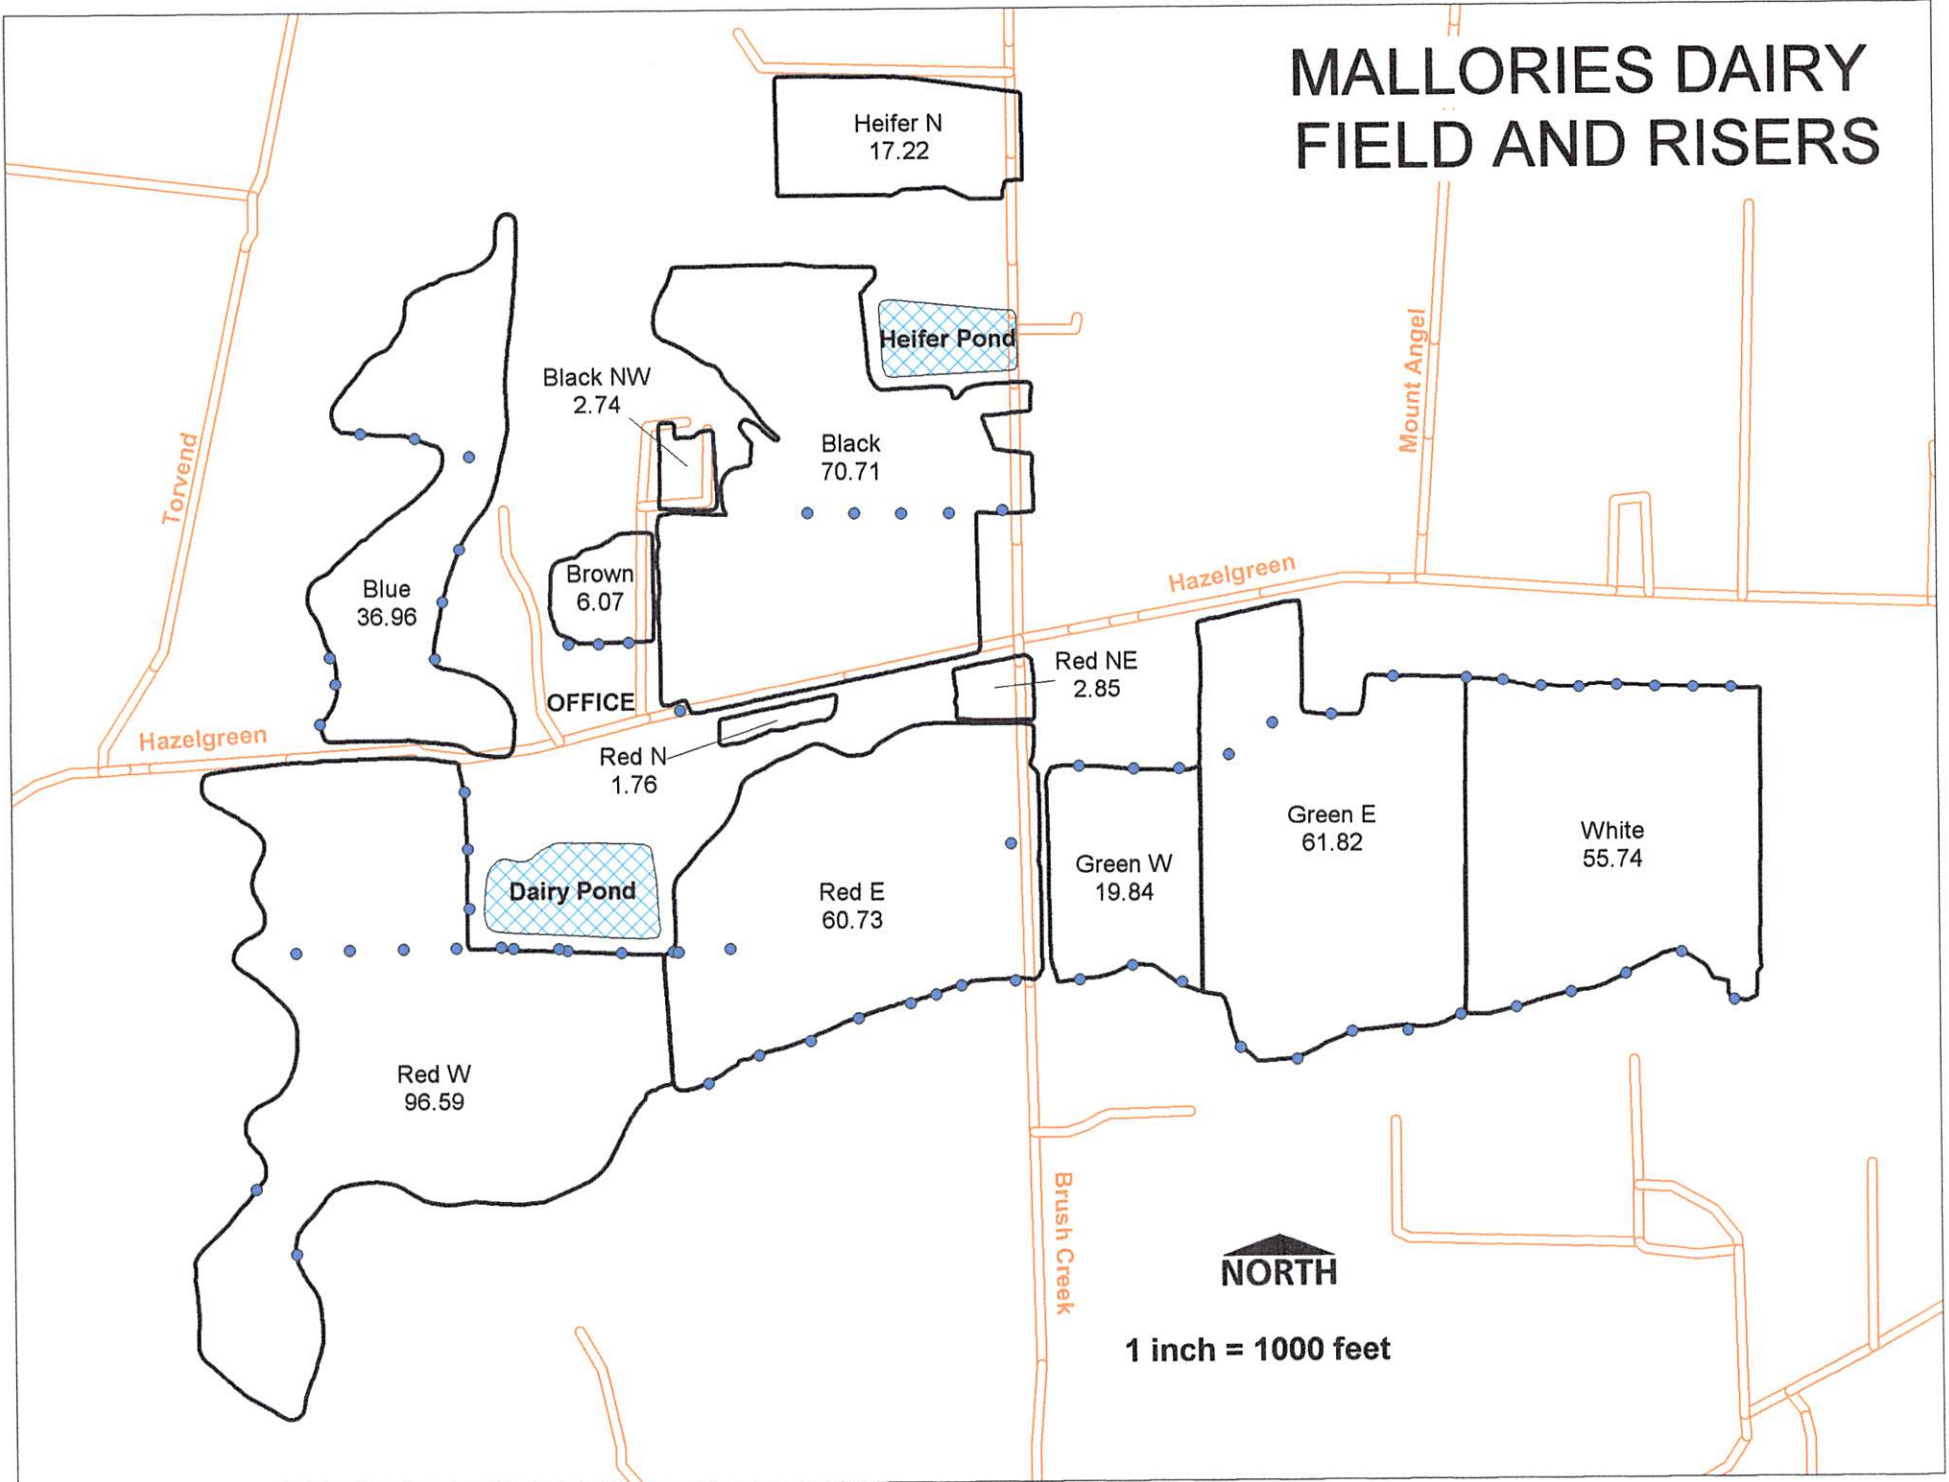 MALLORIES DAIRY
FIELD AND RISERS
Heifer N
17.22
Heifer Pond
Black NW
2.74
Black
70.71
Mount Angel
Torvend
Brown
6.07
Blue
36.96
Hazelgreen
Red NE
2.85
OFFICE
Hazelgreen
Red N
1.76
Green E
61.82
White
55.74
Green W
19.84
Dairy Pond
Red E
60.73
Red W
96.59
Brush Creek
NORTH
1 inch = 1000 feet